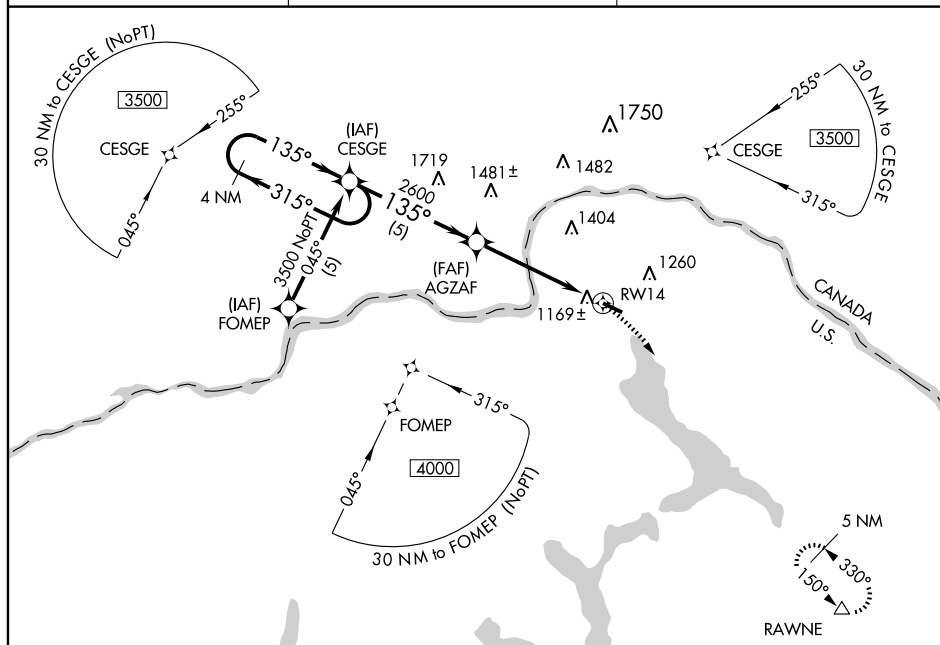 30 NM to CESGE (NoPT)
3500
255°
CESGE
045°
(IAF)
CESGE
135°
4 NM
315°
3500 NoPT
045°
(5)
(IAF)
FOMEP
1719
2600
135°
(5)
1481±
1482
1750
1404
(FAF)
AGZAF
1169±
RW14
1260
CANADA
U.S.
30 NM to CESGE
255°
3500
CESGE
315°
315°
FOMEP
4000
045°
30 NM to FOMEP (NoPT)
5 NM
330°
150°
RAWNE